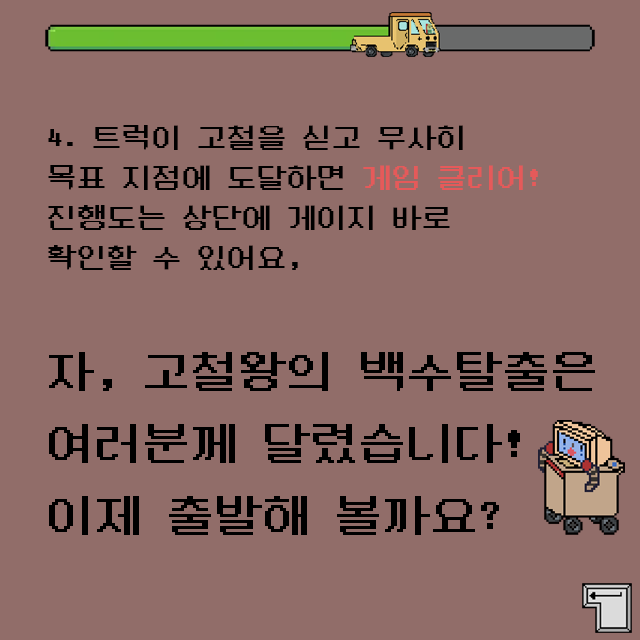 4. 트럭이 고철을 싣고 무사히
목표 지점에 도달하면 게임 클리어!
진행도는 상단에 게이지 바로
확인할 수 있어요,
자, 고철왕의 백수탈출은
여러분께 달렸습니다!
이제 출발해 볼까요?